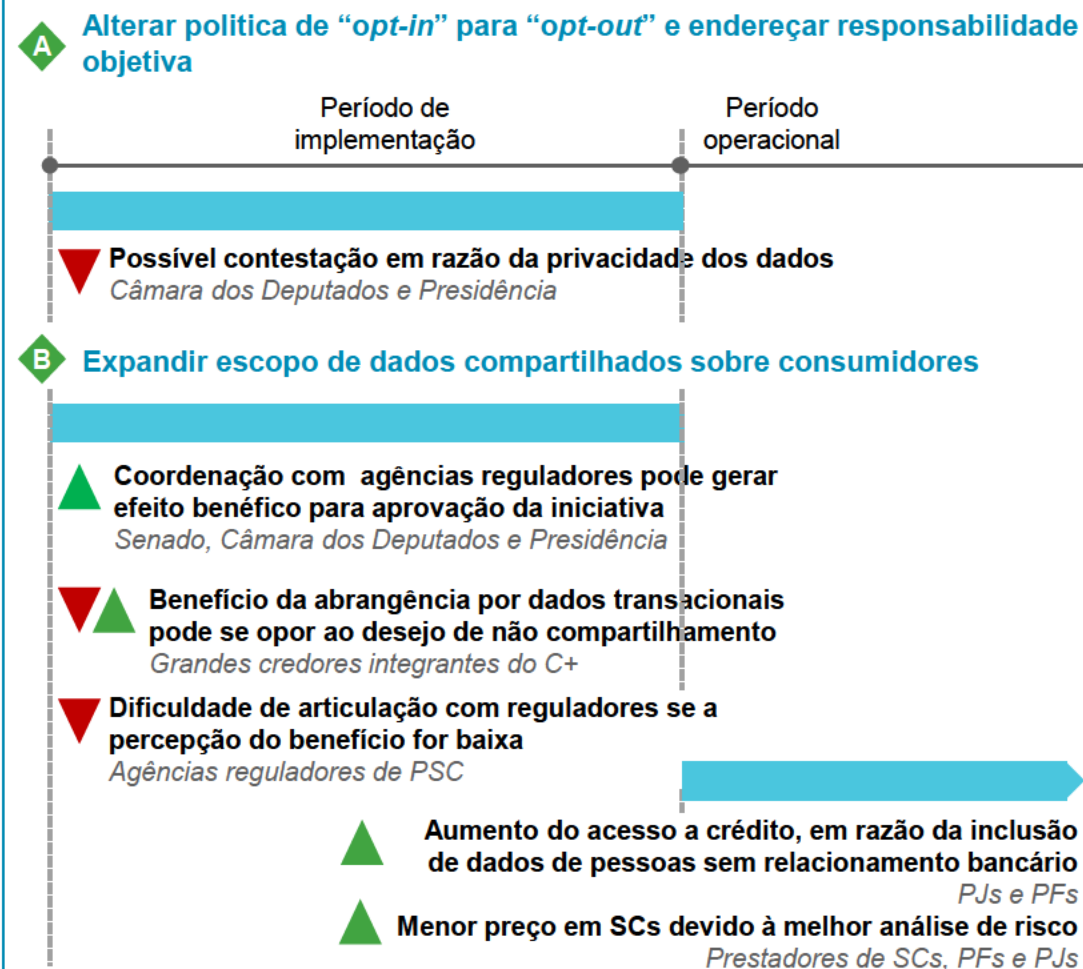 A
Alterar politica de “opt-in” para “opt-out” e endereçar responsabilidade
objetiva
Período de
implementação
Período
operacional
Possível contestação em razão da privacidade dos dados
Câmara dos Deputados e Presidência
B
Expandir escopo de dados compartilhados sobre consumidores
Coordenação com agências reguladores pode gerar
efeito benéfico para aprovação da iniciativa
Senado, Câmara dos Deputados e Presidência
Benefício da abrangência por dados transacionais
pode se opor ao desejo de não compartilhamento
Grandes credores integrantes do C+
Dificuldade de articulação com reguladores se a
percepção do benefício for baixa
Agências reguladores de PSC
Aumento do acesso a crédito, em razão da inclusão
de dados de pessoas sem relacionamento bancário
PJs e PFs
Menor preço em SCs devido à melhor análise de risco
Prestadores de SCs, PFs e PJs